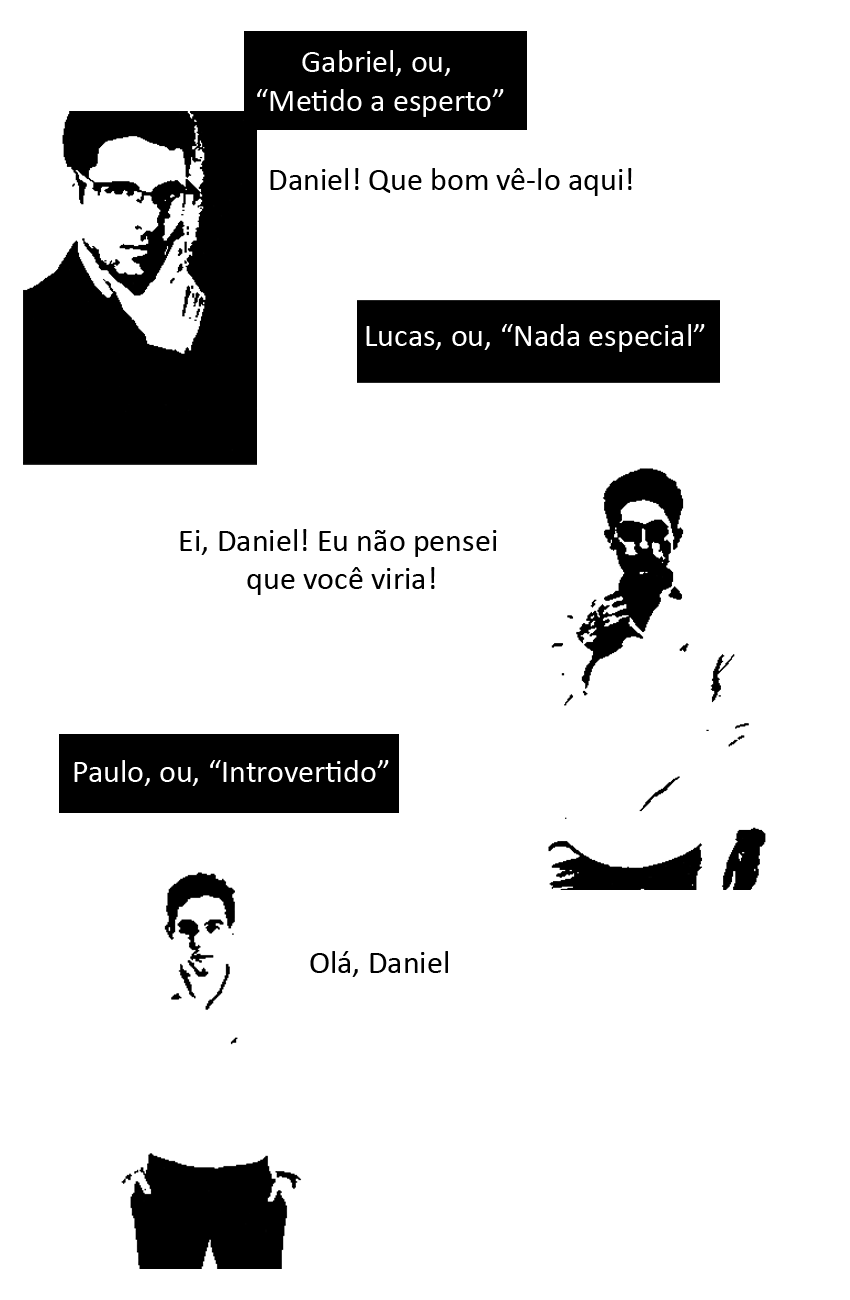 Gabriel, ou,
“Metido a esperto”
Daniel! Que bom vê-lo aqui!
Lucas, ou, “Nada especial”
Ei, Daniel! Eu não pensei
que você viria!
Paulo, ou, “Introvertido”
Olá, Daniel